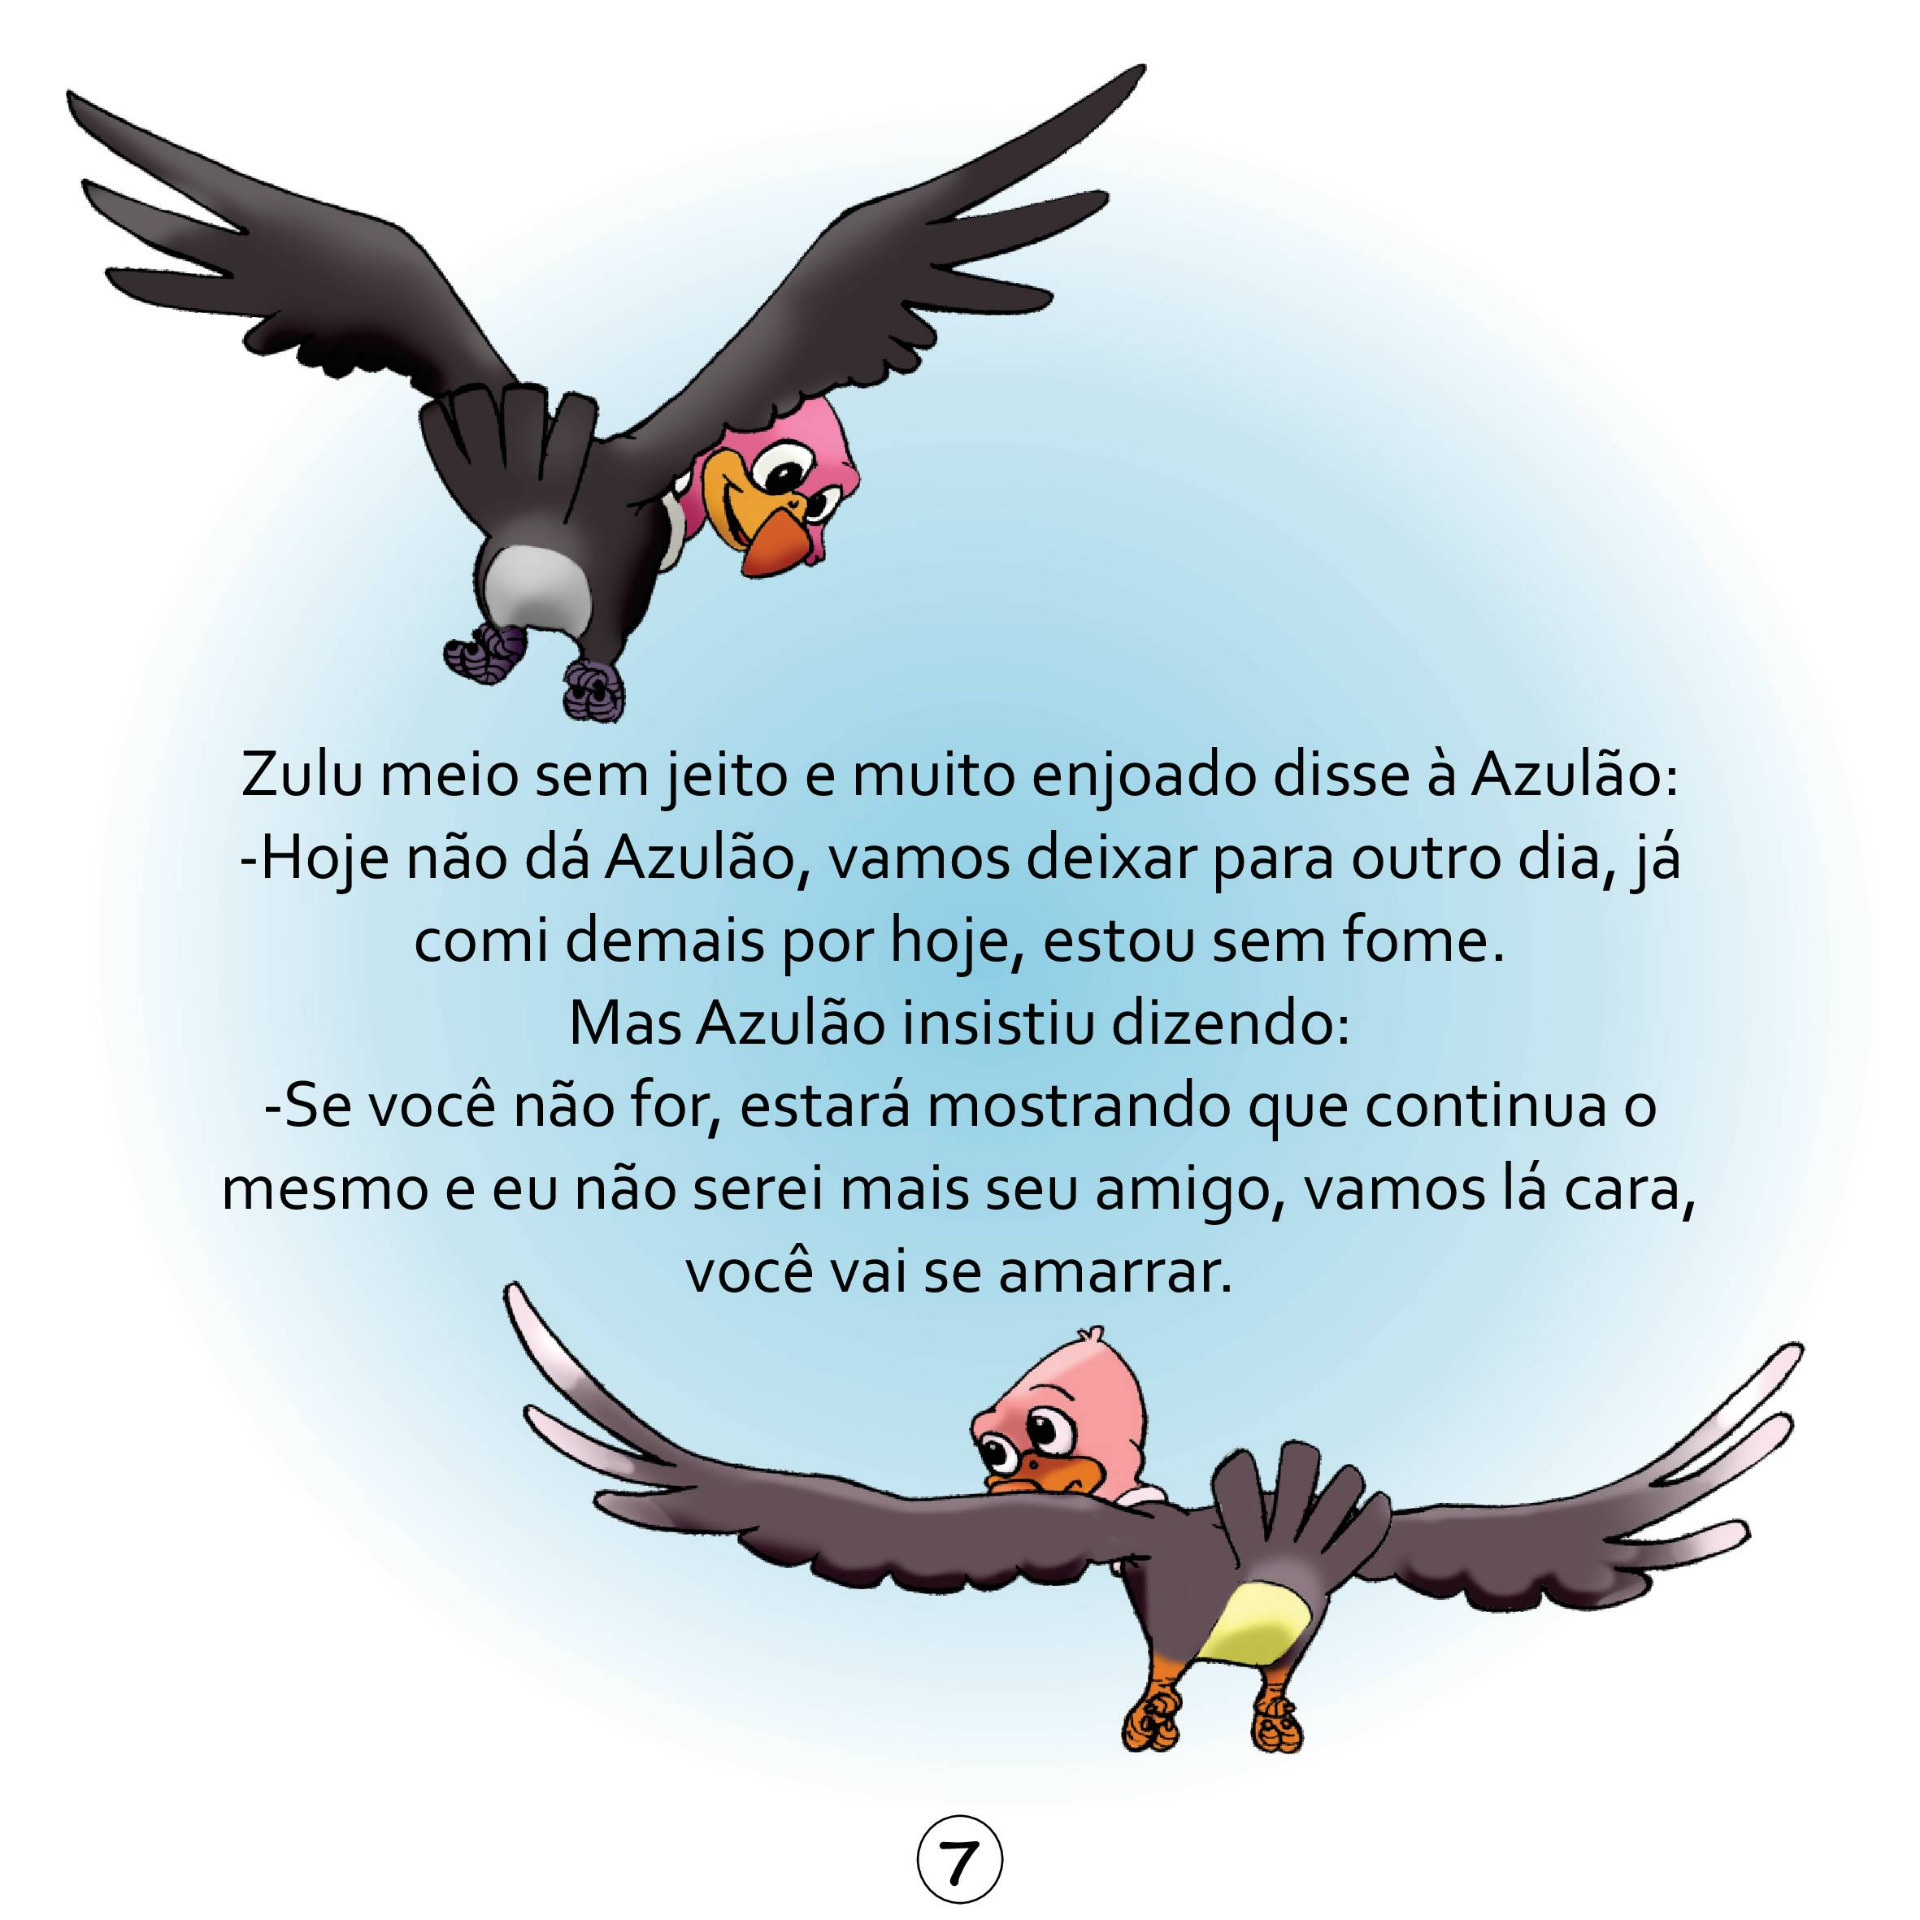 Zulu meio sem jeito e muito enjoado disse à Azulão:
-Hoje não dá Azulão, vamos deixar para outro dia, já
comi demais por hoje, estou sem fome.
Mas Azulão insistiu dizendo:
-Se você não for, estará mostrando que continua o
mesmo e eu não serei mais seu amigo, vamos lá cara,
você vai se amarrar.
7